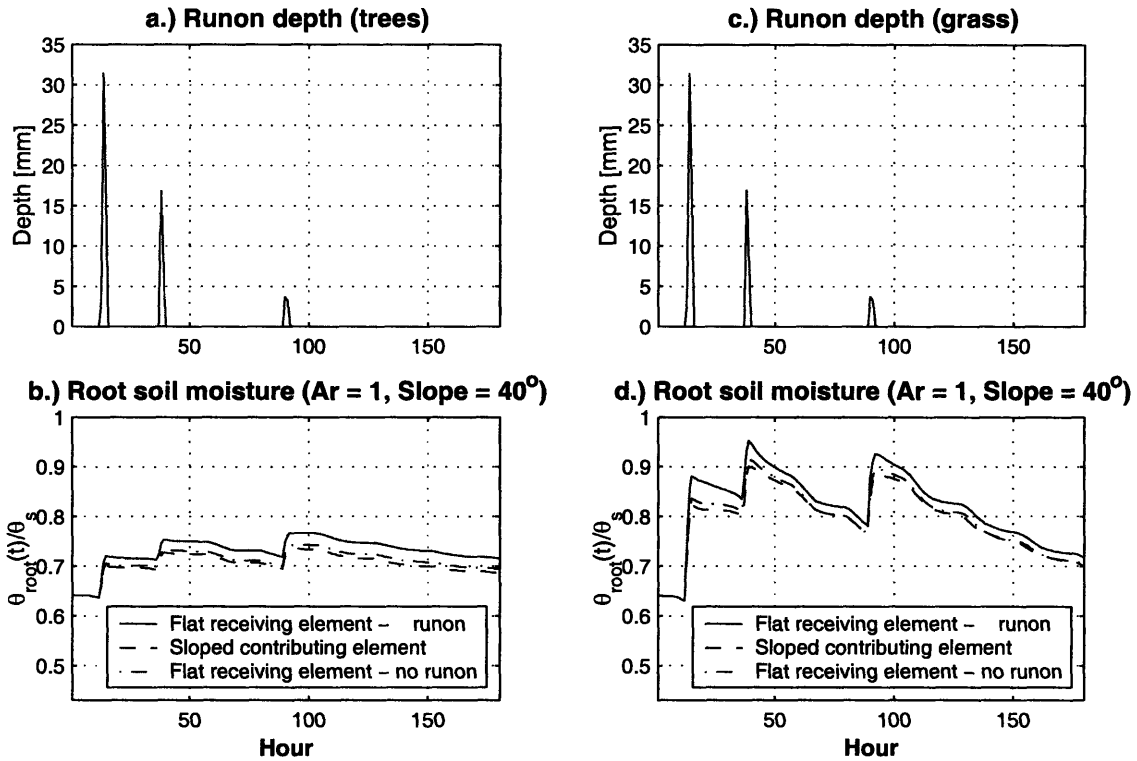 a.) Runon depth (trees)
35
30
25
20
15
10
5
0
Depth [mm]
50
100
150
c.) Runon depth (grass)
35
30
25
20
15
10
5
0
Depth [mm]
50
100
150
b.) Root soil moisture (Ar = 1, Slope = 40°)
1
0.9
0.8
0.7
0.6
0.5
θroot(t)/θs
Flat receiving element – runon
Sloped contributing element
Flat receiving element – no runon
50
100
150
Hour
d.) Root soil moisture (Ar = 1, Slope = 40°)
1
0.9
0.8
0.7
0.6
0.5
θroot(t)/θs
Flat receiving element – runon
Sloped contributing element
Flat receiving element – no runon
50
100
150
Hour